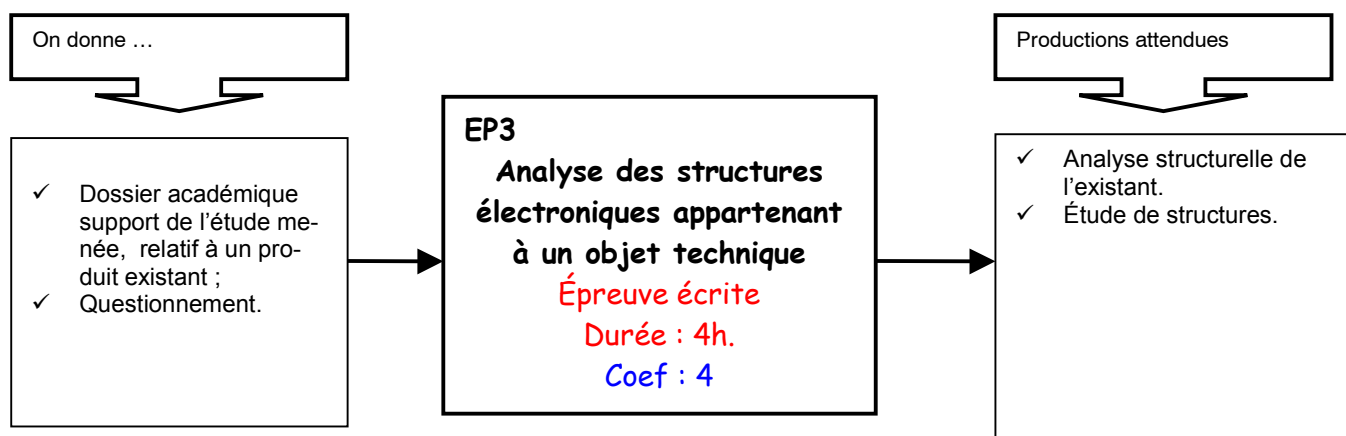 On donne …
Productions attendues
✓ Dossier académique
support de l'étude me-
née, relatif à un pro-
duit existant ;
✓ Questionnement.
EP3
Analyse des structures
électroniques appartenant
à un objet technique
Épreuve écrite
Durée : 4h.
Coef : 4
✓ Analyse structurelle de
l'existant.
✓ Étude de structures.